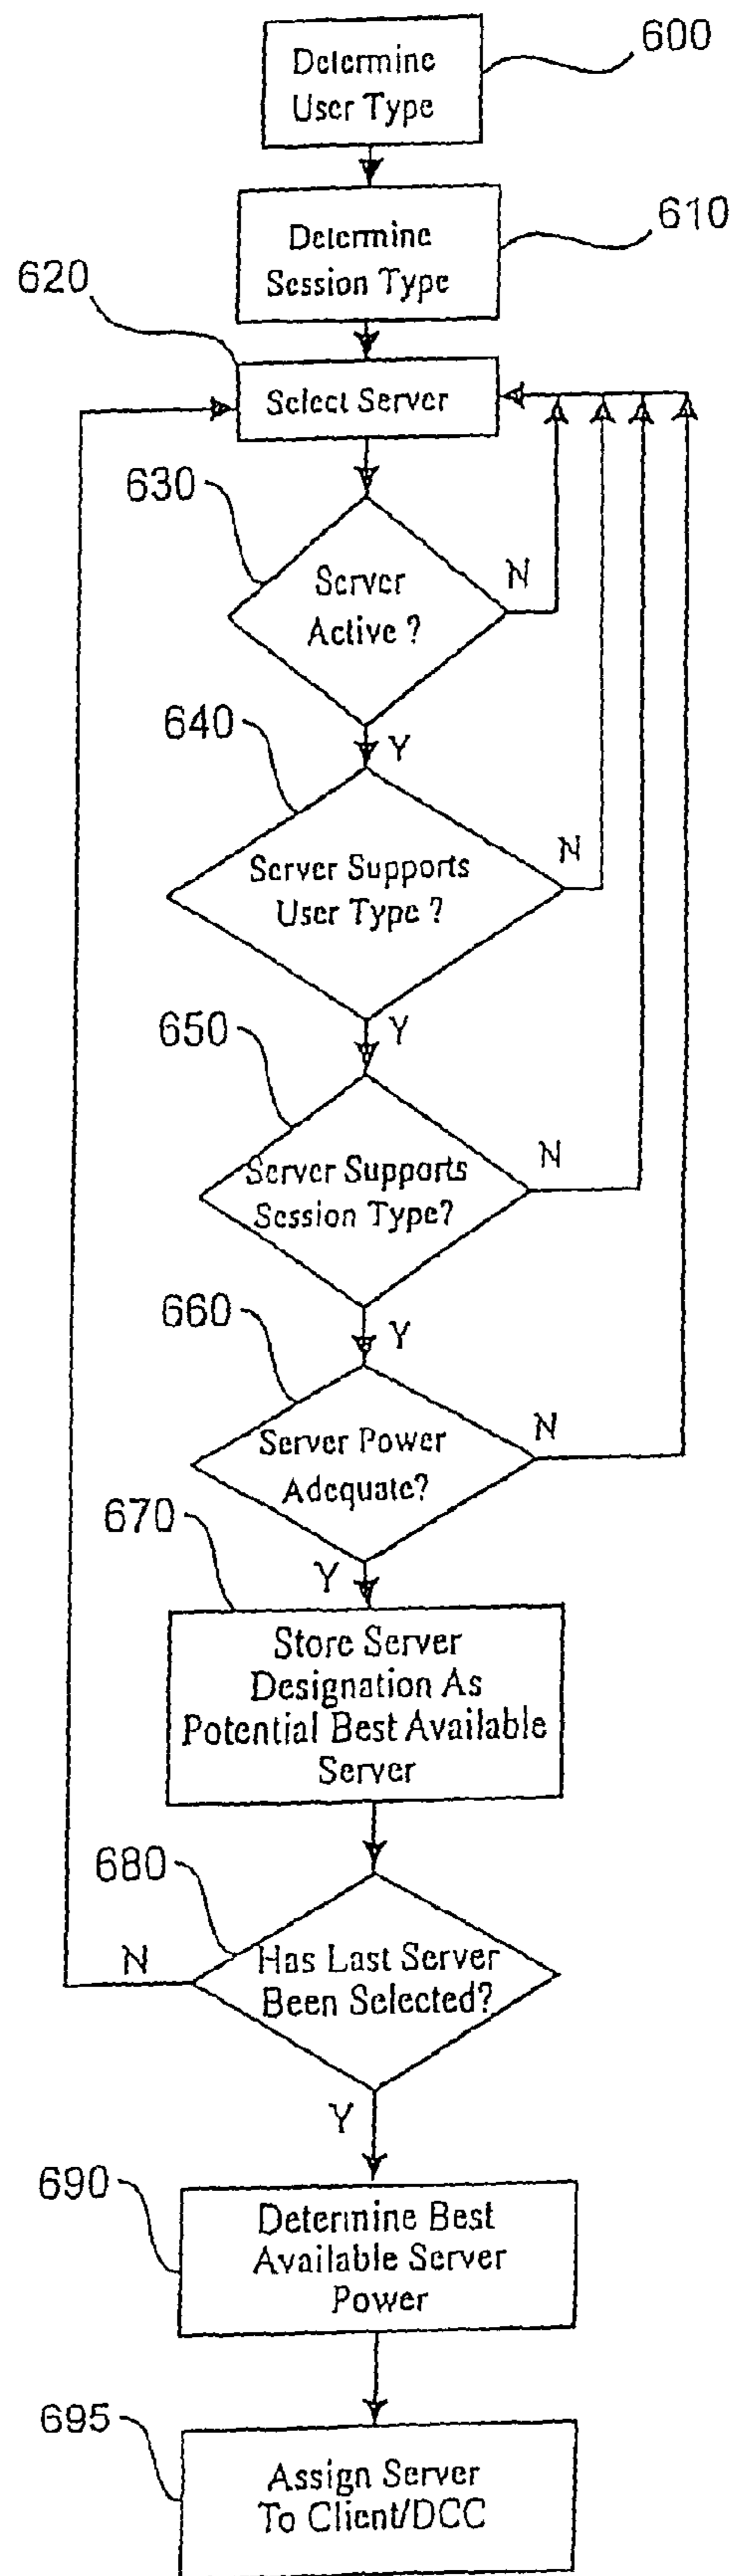 600
Determine
User Type
610
Determine
Session Type
620
Select Server
630
Server
Active ?
N
Y
640
Server Supports
User Type ?
N
Y
650
Server Supports
Session Type?
N
Y
660
Server Power
Adequate?
N
Y
670
Store Server
Designation As
Potential Best Available
Server
680
Has Last Server
Been Selected?
N
Y
690
Determine Best
Available Server
Power
695
Assign Server
To Client/DCC